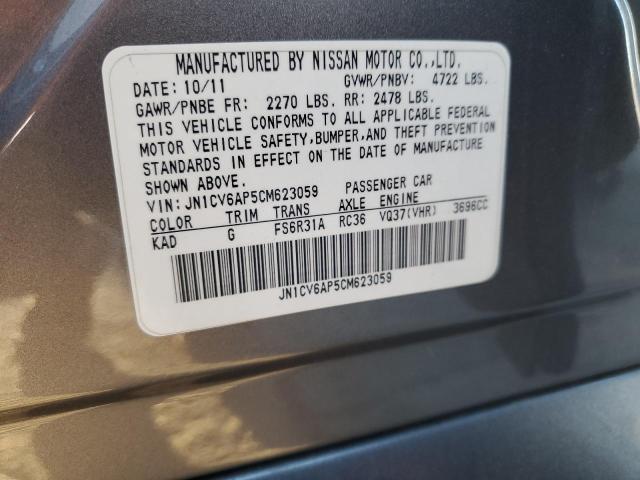 MANUFACTURED BY NISSAN MOTOR CO.,LTD.
DATE: 10/11 GVWR/PNBV: 4722 LBS.
GAWR/PNBE FR: 2270 LBS. RR: 2478 LBS.
THIS VEHICLE CONFORMS TO ALL APPLICABLE FEDERAL
MOTOR VEHICLE SAFETY,BUMPER,AND THEFT PREVENTION
STANDARDS IN EFFECT ON THE DATE OF MANUFACTURE
SHOWN ABOVE.
VIN: JN1CV6AP5CM623059 PASSENGER CAR
COLOR TRIM TRANS AXLE ENGINE
KAD G FS6R31A RC36 VQ37(VHR) 3696CC
JN1CV6AP5CM623059